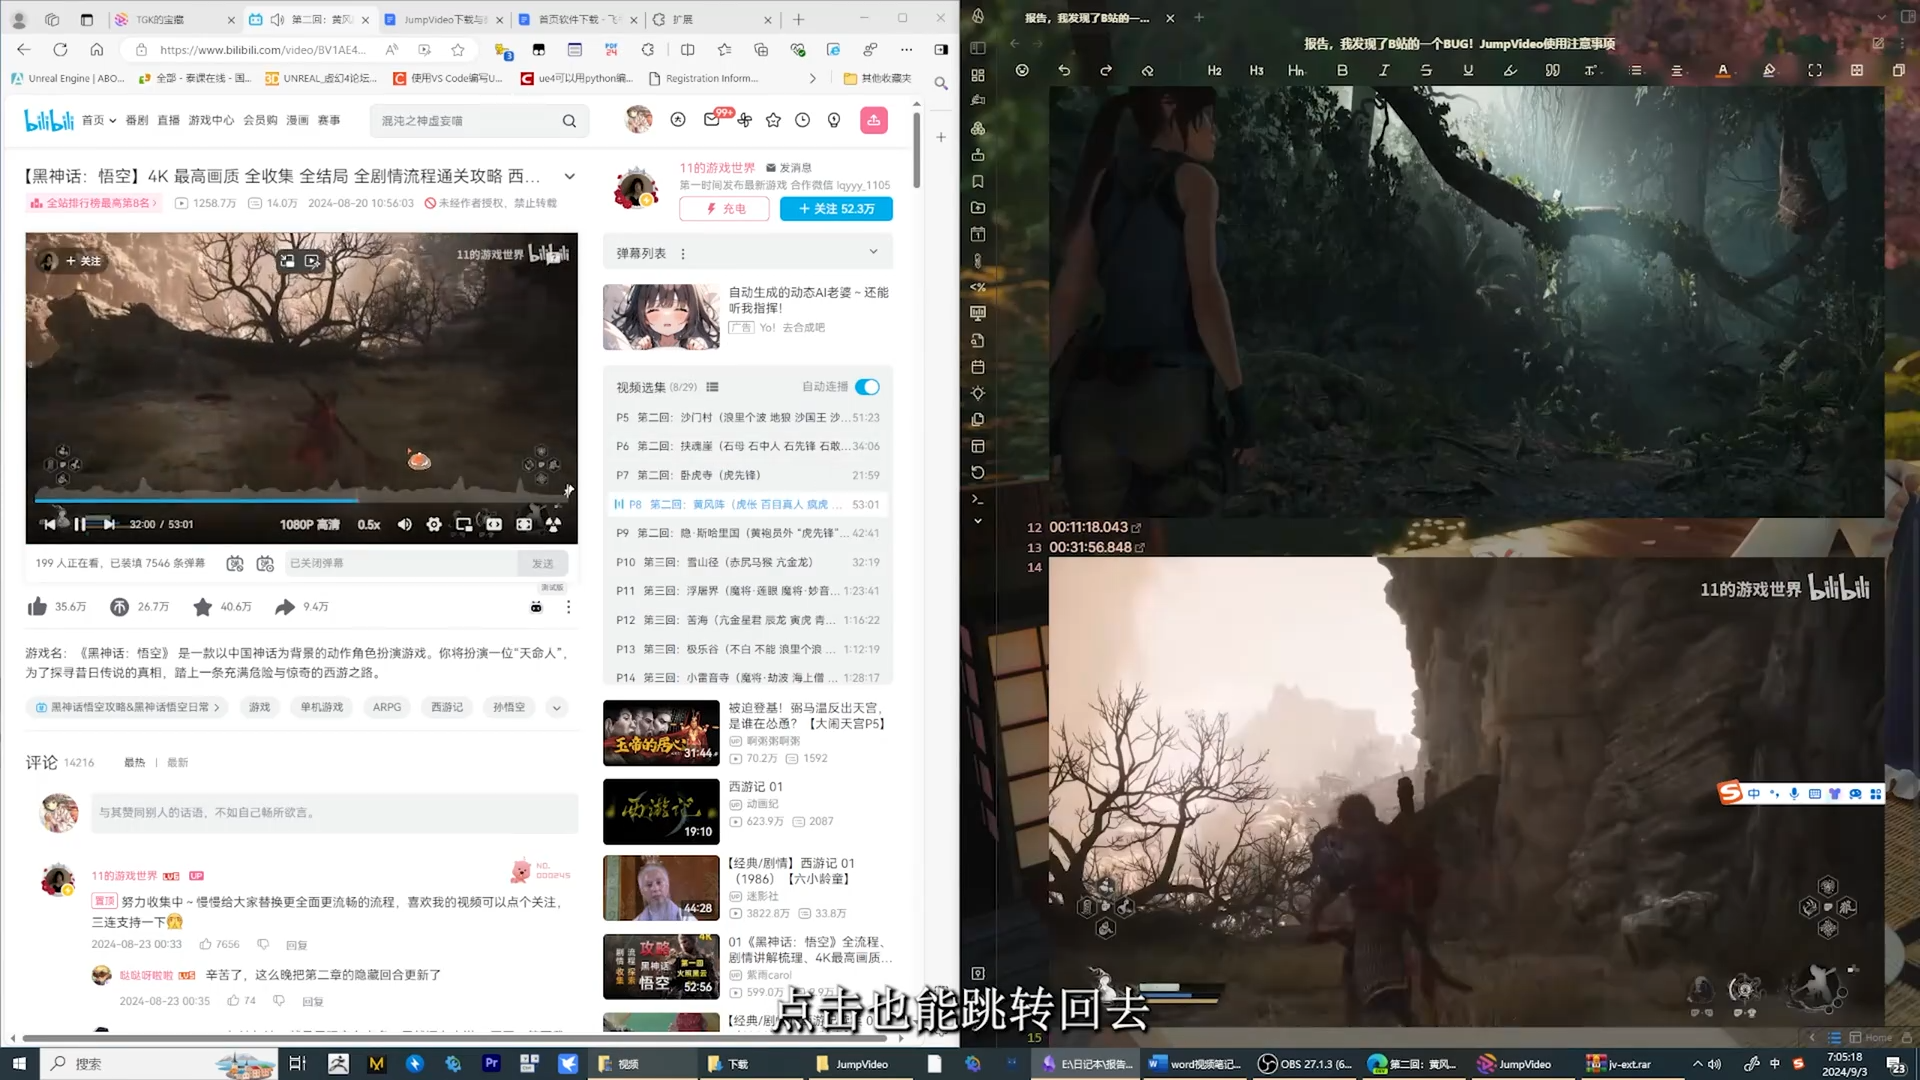 TGK的宝藏
第二回：黄风
JumpVideo下载与
首页软件下载 - 飞
扩展
https://www.bilibili.com/video/BV1AE4...
Unreal Engine | ABO...
全部 - 泰课在线 - 国...
UNREAL_虚幻4论坛...
使用VS Code编写U...
ue4可以用python编...
Registration Inform...
其他收藏夹
bilibili
首页
番剧
直播
游戏中心
会员购
漫画
赛事
混沌之神虚妄喵
99+
【黑神话：悟空】4K 最高画质 全收集 全结局 全剧情流程通关攻略 西...
全站排行榜最高第8名
1258.7万
14.0万
2024-08-20 10:56:03
未经作者授权，禁止转载
11的游戏世界
发消息
第一时间发布最新游戏 合作微信 lqyyy_1105
充电
+ 关注 52.3万
+ 关注
11的游戏世界 bilibili
32:00 / 53:01
1080P 高清
0.5x
199 人正在看，已装填 7546 条弹幕
已关闭弹幕
发送
测试版
35.6万
26.7万
40.6万
9.4万
游戏名：《黑神话：悟空》 是一款以中国神话为背景的动作角色扮演游戏。你将扮演一位“天命人”，
为了探寻昔日传说的真相，踏上一条充满危险与惊奇的西游之路。
黑神话悟空攻略&黑神话悟空日常
游戏
单机游戏
ARPG
西游记
孙悟空
评论 14216
最热 | 最新
与其赞同别人的话语，不如自己畅所欲言。
11的游戏世界 LV6 UP
NO.
000245
置顶 努力收集中～慢慢给大家替换更全面更流畅的流程，喜欢我的视频可以点个关注，
三连支持一下
2024-08-23 00:33 7656 回复
哒哒呀啦啦 LV5 辛苦了，这么晚把第二章的隐藏回合更新了
2024-08-23 00:35 74 回复
弹幕列表
自动生成的动态AI老婆～还能
听我指挥！
广告 Yo! 去合成吧
视频选集 (8/29)
自动连播
P5 第二回：沙门村（浪里个波 地狼 沙国王 沙...51:23
P6 第二回：扶魂崖（石母 石中人 石先锋 石敢...34:06
P7 第二回：卧虎寺（虎先锋） 21:59
P8 第二回：黄风阵（虎伥 百目真人 疯虎 ... 53:01
P9 第二回：隐·斯哈里国（黄袍员外 “虎先锋”...42:41
P10 第三回：雪山径（赤尻马猴 亢金龙） 32:19
P11 第三回：浮屠界（魔将·莲眼 魔将·妙音...1:23:41
P12 第三回：苦海（亢金星君 辰龙 寅虎 青... 1:16:22
P13 第三回：极乐谷（不白 不能 浪里个浪 ... 1:12:19
P14 第三回：小雷音寺（魔将·劫波 海上僧 ... 1:28:17
玉帝的居心
31:44
被迫登基！弼马温反出天宫，
是谁在怂恿？【大闹天宫P5】
啊粥粥啊粥
70.2万 1592
西游记
19:10
西游记 01
动画纪
623.9万 2087
44:28
【经典/剧情】西游记 01
（1986）【六小龄童】
迷影社
3822.8万 33.8万
52:56
01《黑神话：悟空》全流程、
剧情讲解梳理、4K最高画质...
紫雨carol
599.0万
报告，我发现了B站的一...
报告，我发现了B站的一个BUG！JumpVideo使用注意事项
H2
H3
Hn
B
I
S
U
12 00:11:18.043
13 00:31:56.848
14
11的游戏世界 bilibili
中
15
Home
点击也能跳转回去
搜索
视频
下载
JumpVideo
E\日记本\报告...
word视频笔记...
OBS 27.1.3 (6...
第二回：黄风...
JumpVideo
jv-ext.rar
中
7:05:18
2024/9/3
23